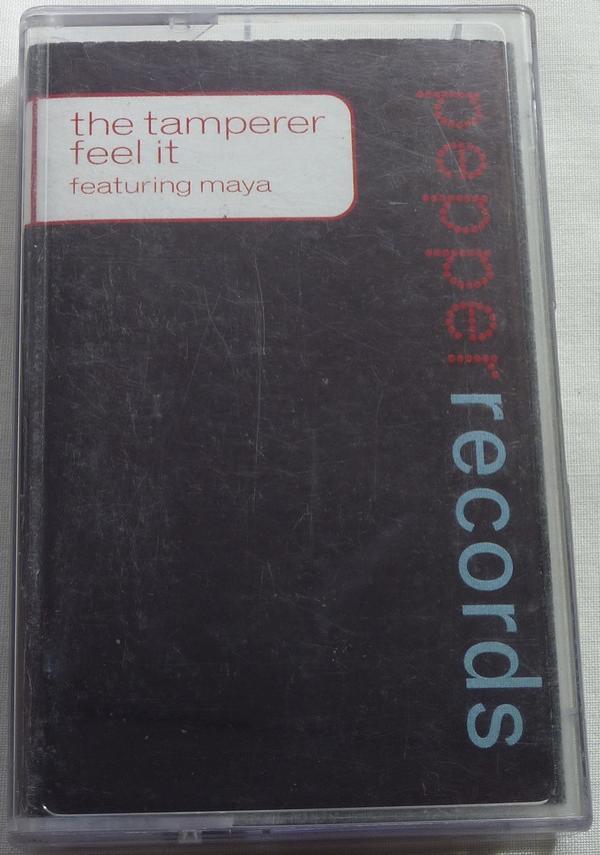 the tamperer
feel it
featuring maya
pepper records